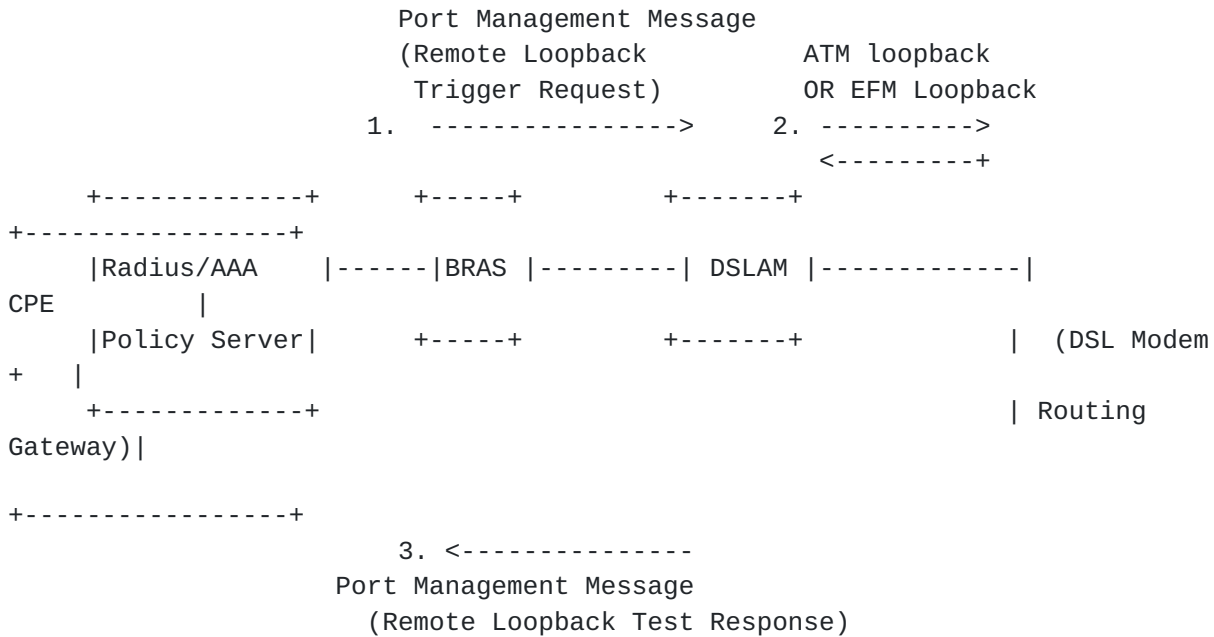 Port Management Message
                         (Remote Loopback          ATM loopback
                          Trigger Request)         OR EFM Loopback
                       1.  ---------------->     2. ---------->
                                                    <---------+
     +-------------+      +-----+         +-------+
+-----------------+
     |Radius/AAA    |------|BRAS |---------| DSLAM |-------------|
CPE         |
     |Policy Server|      +-----+         +-------+             |  (DSL Modem
+   |
     +-------------+                                            | Routing
Gateway)|

+-----------------+
                         3. <---------------
                     Port Management Message
                       (Remote Loopback Test Response)